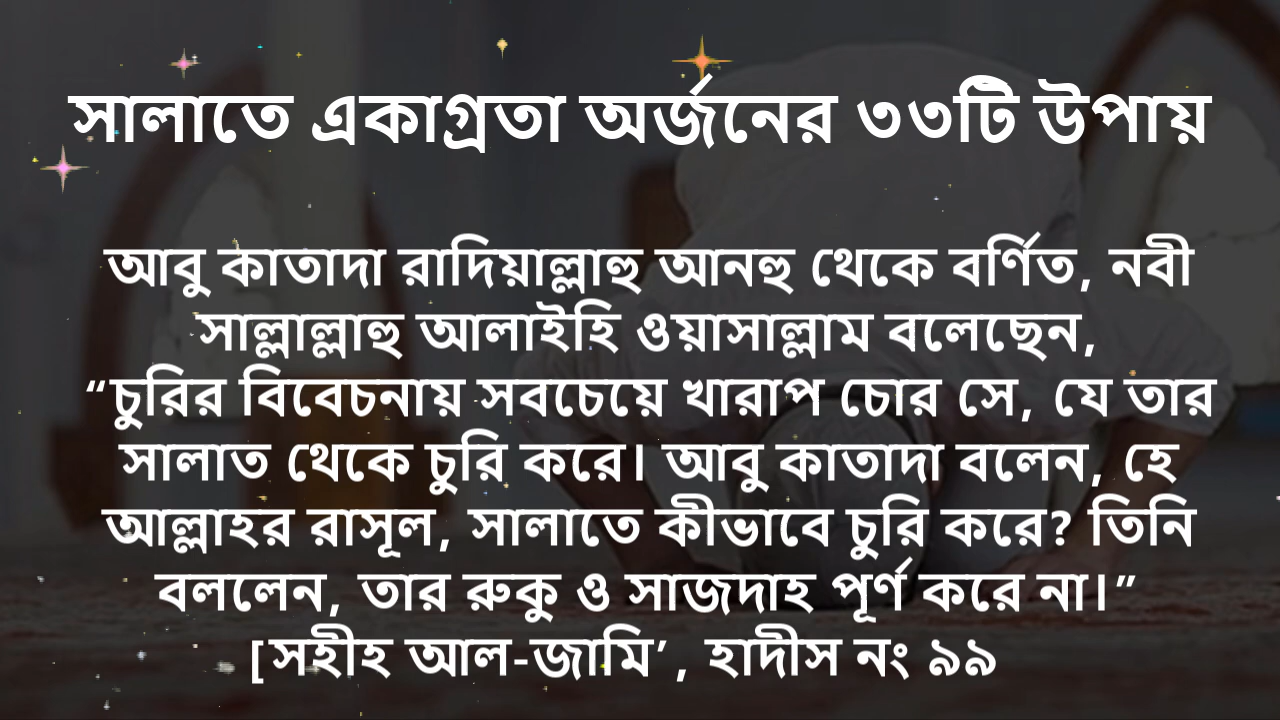 সালাতে একাগ্রতা অর্জনের ৩৩টি উপায়
আবু কাতাদা রাদিয়াল্লাহু আনহু থেকে বর্ণিত, নবী
সাল্লাল্লাহু আলাইহি ওয়াসাল্লাম বলেছেন,
“চুরির বিবেচনায় সবচেয়ে খারাপ চোর সে, যে তার
সালাত থেকে চুরি করে। আবু কাতাদা বলেন, হে
আল্লাহর রাসূল, সালাতে কীভাবে চুরি করে? তিনি
বললেন, তার রুকু ও সাজদাহ পূর্ণ করে না।”
[সহীহ আল-জামি’, হাদীস নং ৯৯